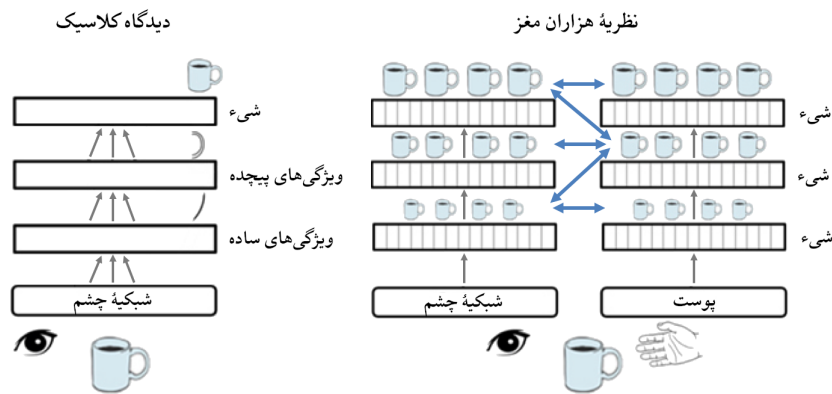 دیدگاه کلاسیک
نظریهٔ هزاران مغز
شیء
ویژگی‌های پیچده
ویژگی‌های ساده
شبکیهٔ چشم
شیء
شیء
شیء
شبکیهٔ چشم
پوست